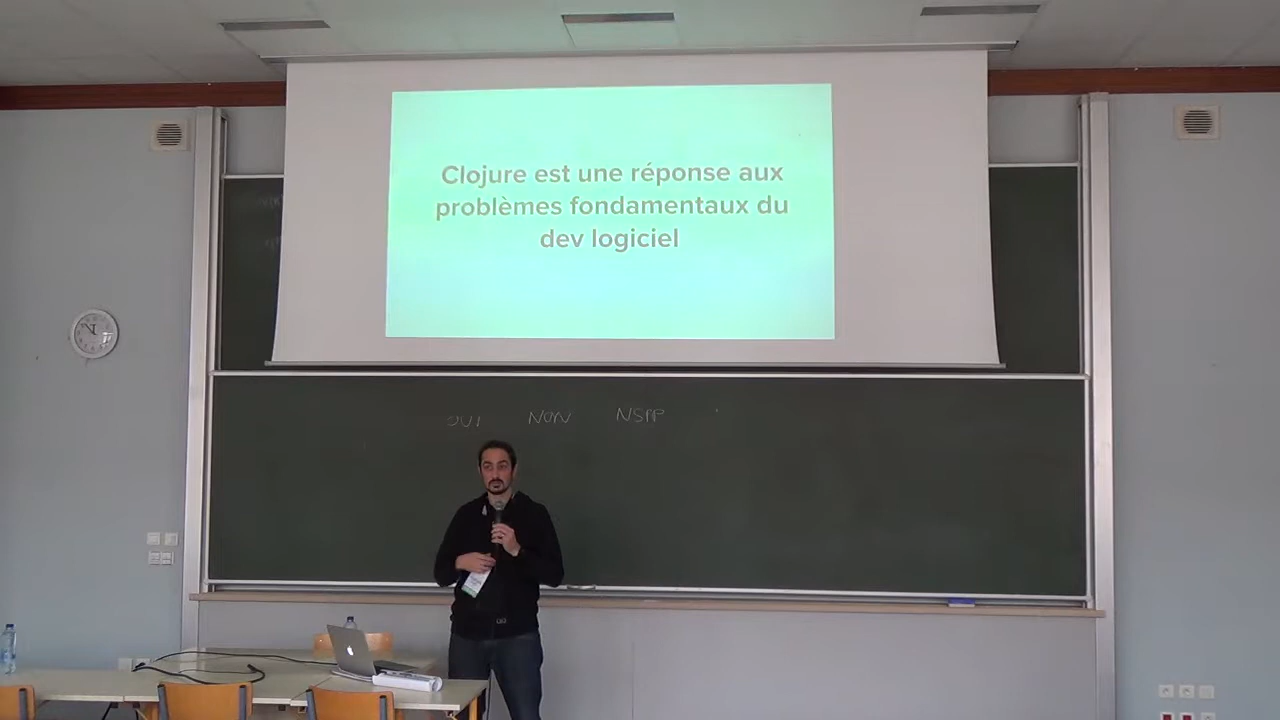 Clojure est une réponse aux
problèmes fondamentaux du
dev logiciel
OUI NON NSPP